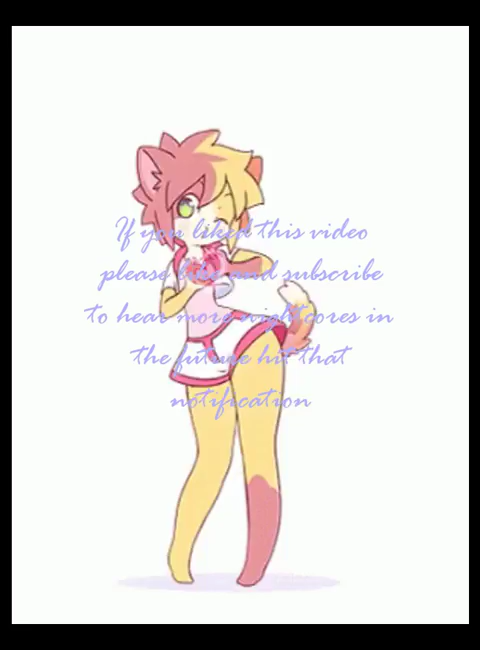 If you liked this video
please like and subscribe
to hear more nightcores in
the future hit that
notification